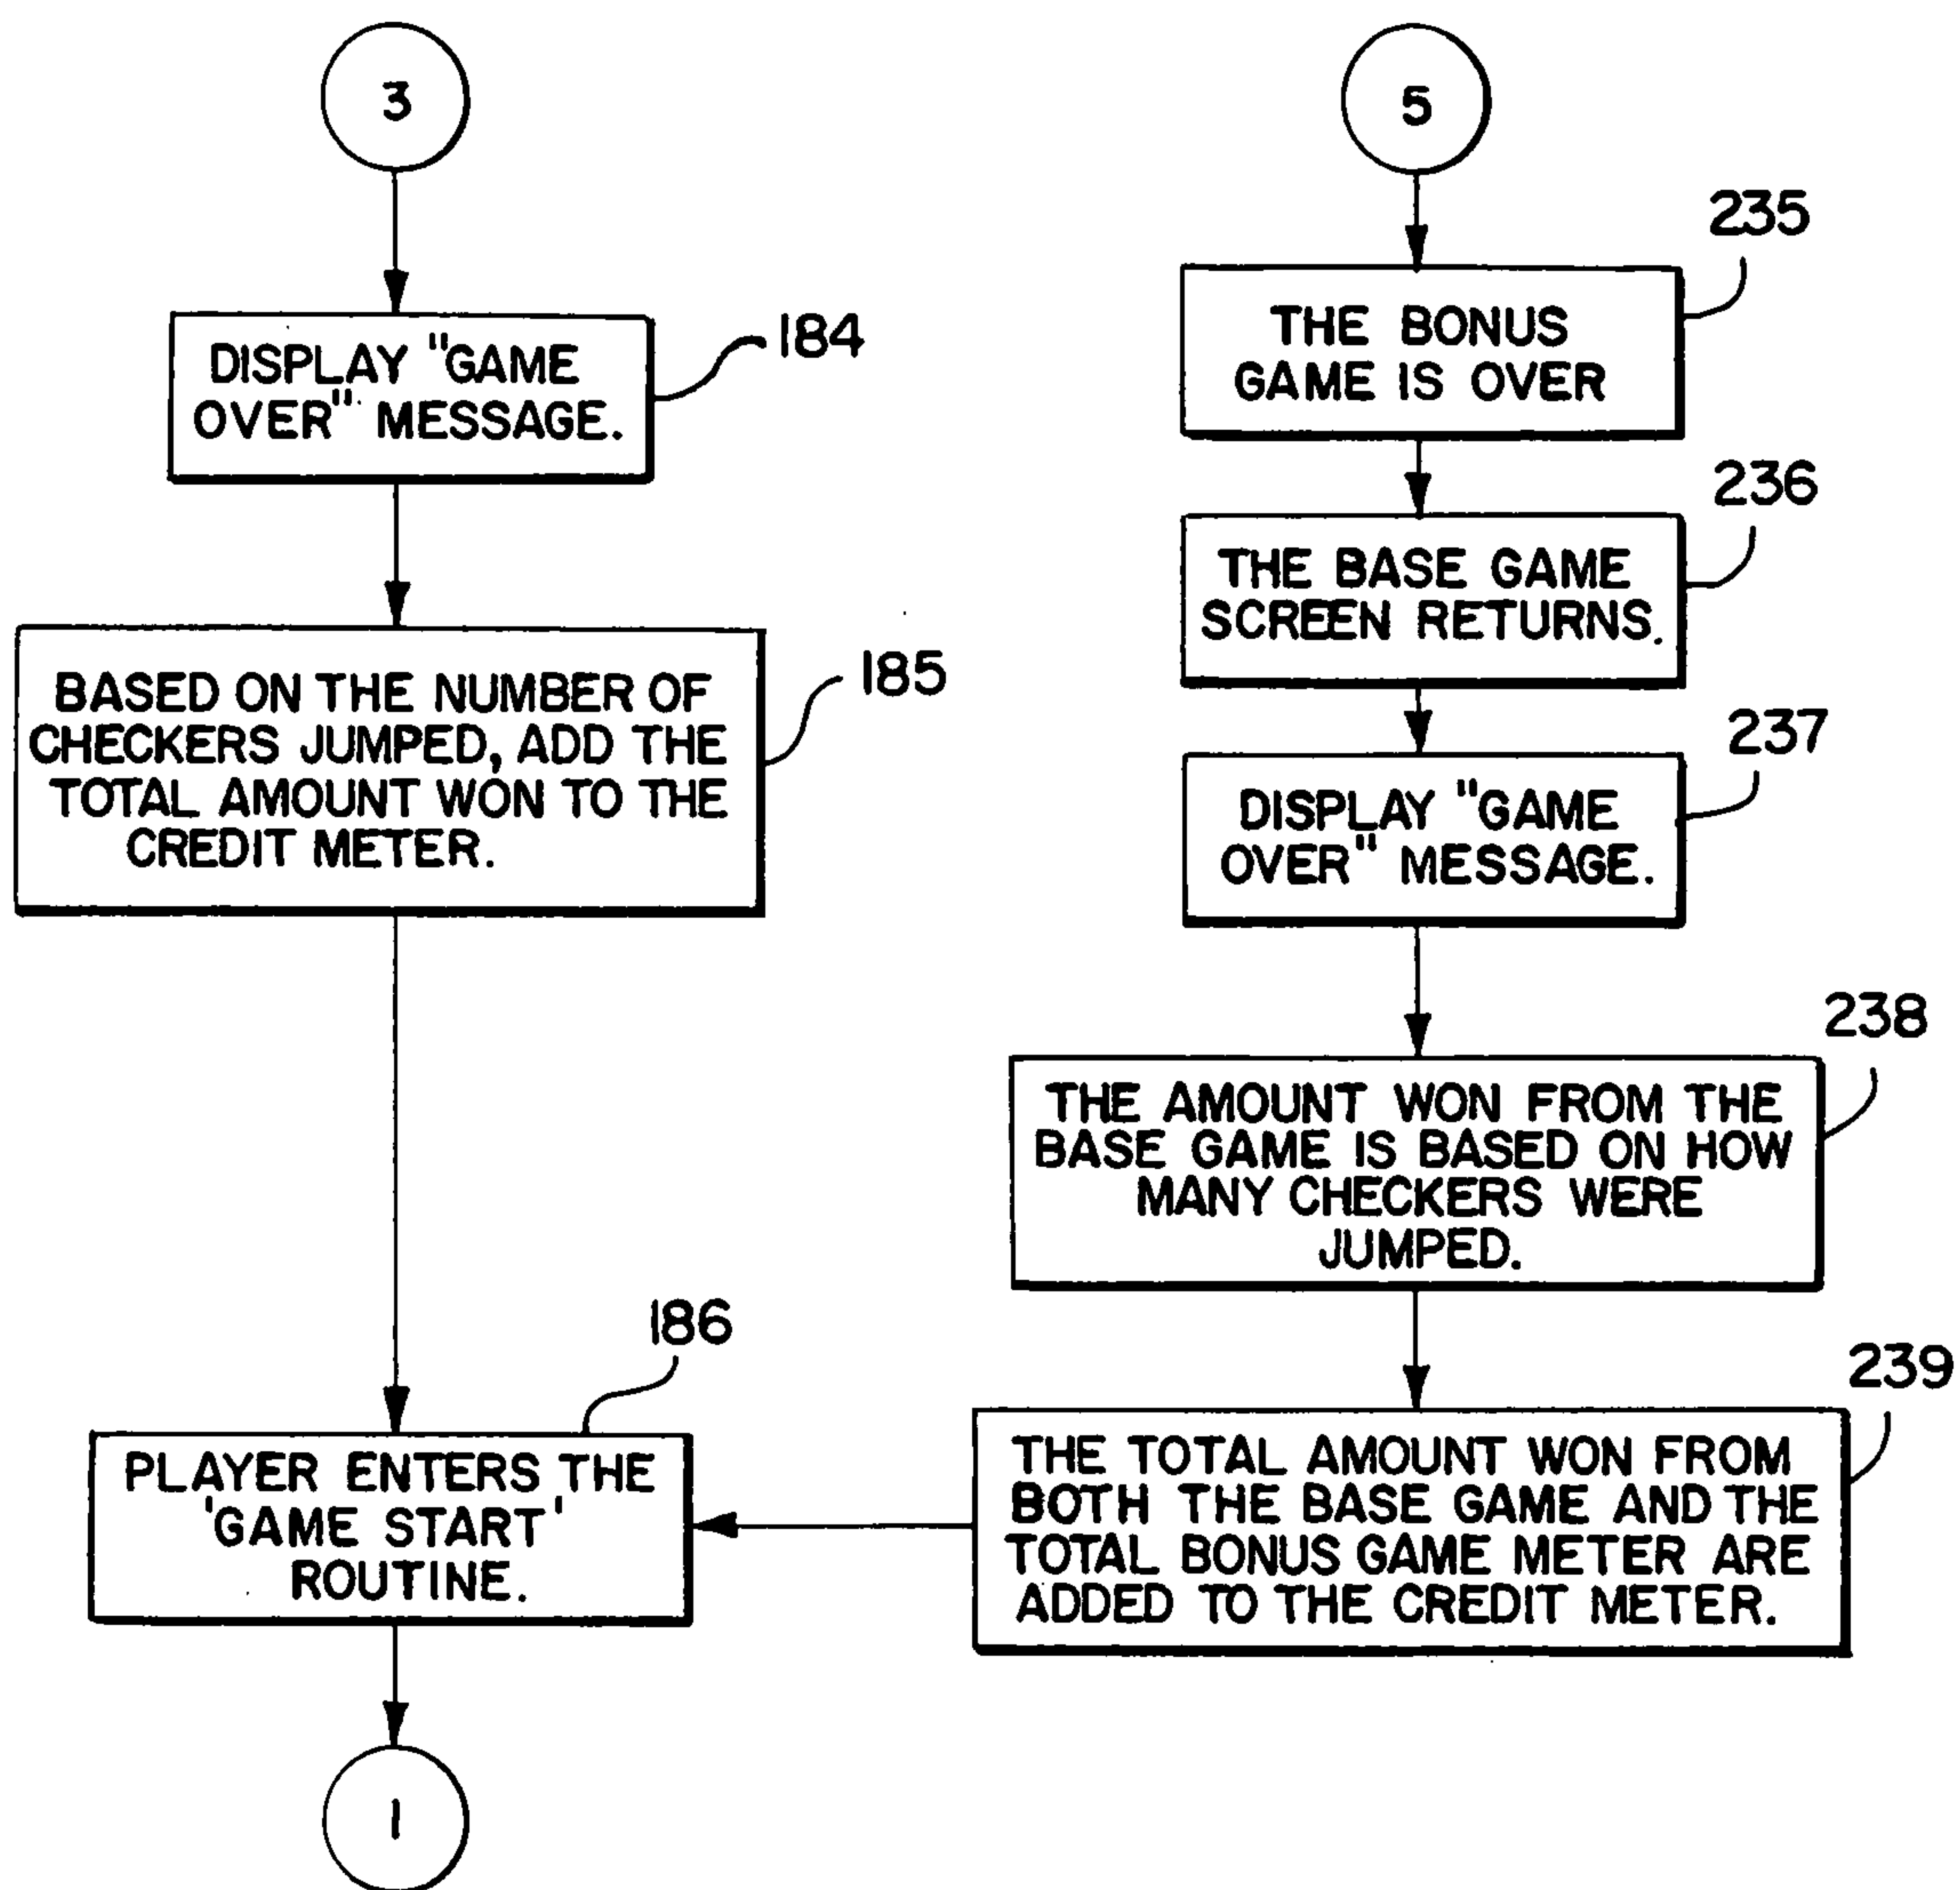 3
DISPLAY "GAME
OVER" MESSAGE.
184
BASED ON THE NUMBER OF
CHECKERS JUMPED, ADD THE
TOTAL AMOUNT WON TO THE
CREDIT METER.
185
186
PLAYER ENTERS THE
'GAME START'
ROUTINE.
1
5
235
THE BONUS
GAME IS OVER
236
THE BASE GAME
SCREEN RETURNS.
237
DISPLAY "GAME
OVER" MESSAGE.
238
THE AMOUNT WON FROM THE
BASE GAME IS BASED ON HOW
MANY CHECKERS WERE
JUMPED.
239
THE TOTAL AMOUNT WON FROM
BOTH THE BASE GAME AND THE
TOTAL BONUS GAME METER ARE
ADDED TO THE CREDIT METER.